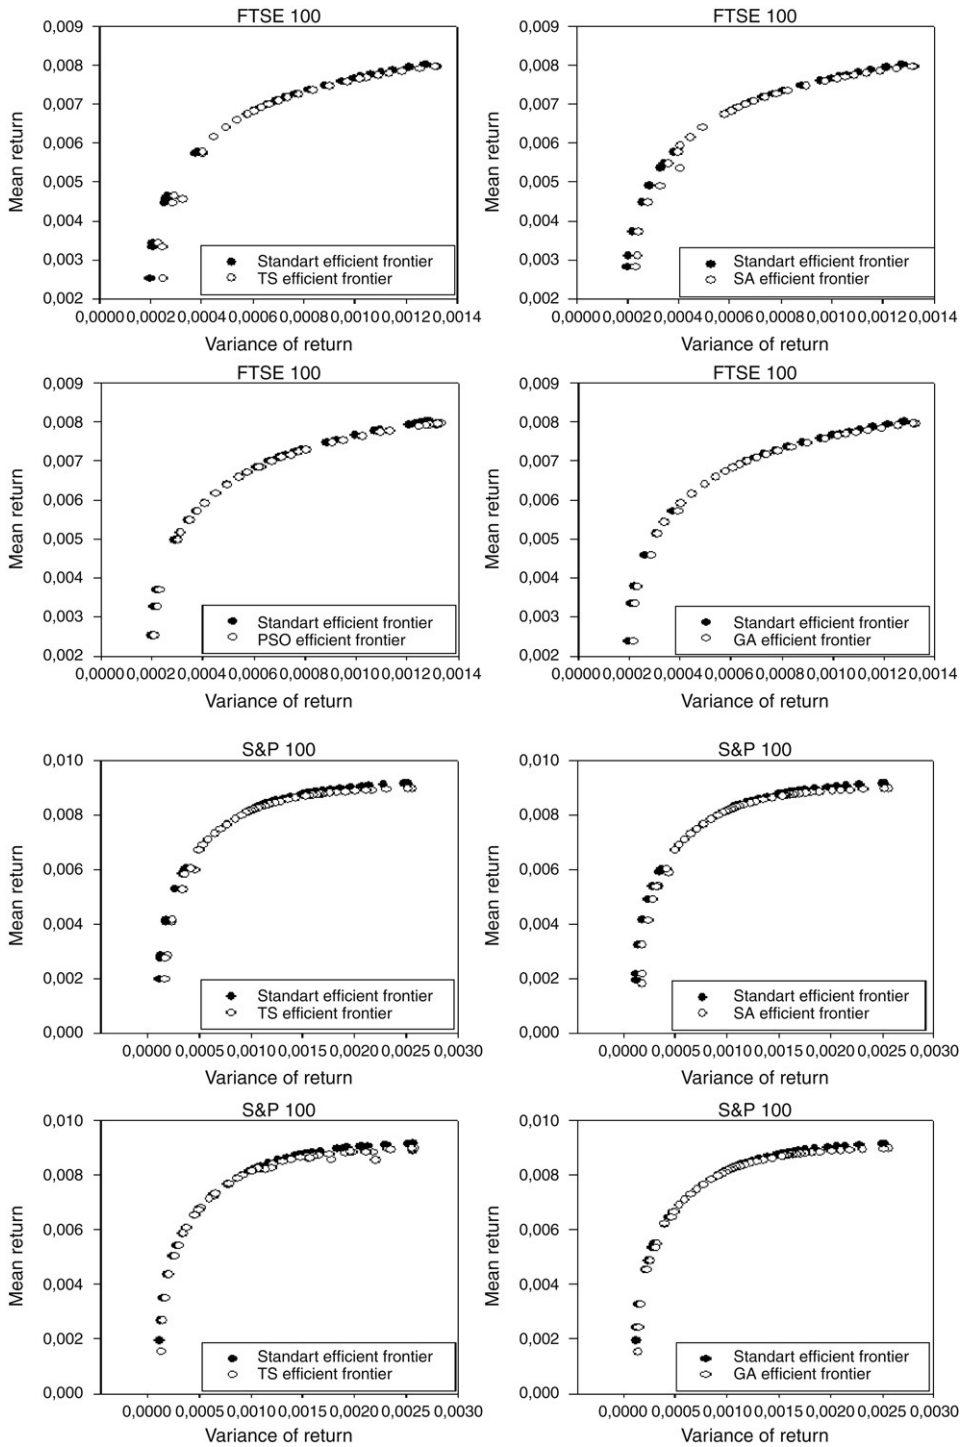 FTSE 100
0,009
0,008
0,007
0,006
0,005
0,004
0,003
0,002
Mean return
Standart efficient frontier
TS efficient frontier
0,0000 0,0002 0,0004 0,0006 0,0008 0,0010 0,0012 0,0014
Variance of return
FTSE 100
0,009
0,008
0,007
0,006
0,005
0,004
0,003
0,002
Mean return
Standart efficient frontier
SA efficient frontier
0,0000 0,0002 0,0004 0,0006 0,0008 0,0010 0,0012 0,0014
Variance of return
FTSE 100
0,009
0,008
0,007
0,006
0,005
0,004
0,003
0,002
Mean return
Standart efficient frontier
PSO efficient frontier
0,0000 0,0002 0,0004 0,0006 0,0008 0,0010 0,0012 0,0014
Variance of return
FTSE 100
0,009
0,008
0,007
0,006
0,005
0,004
0,003
0,002
Mean return
Standart efficient frontier
GA efficient frontier
0,0000 0,0002 0,0004 0,0006 0,0008 0,0010 0,0012 0,0014
Variance of return
S&P 100
0,010
0,008
0,006
0,004
0,002
0,000
Mean return
Standart efficient frontier
TS efficient frontier
0,0000 0,0005 0,0010 0,0015 0,0020 0,0025 0,0030
Variance of return
S&P 100
0,010
0,008
0,006
0,004
0,002
0,000
Mean return
Standart efficient frontier
SA efficient frontier
0,0000 0,0005 0,0010 0,0015 0,0020 0,0025 0,0030
Variance of return
S&P 100
0,010
0,008
0,006
0,004
0,002
0,000
Mean return
Standart efficient frontier
TS efficient frontier
0,0000 0,0005 0,0010 0,0015 0,0020 0,0025 0,0030
Variance of return
S&P 100
0,010
0,008
0,006
0,004
0,002
0,000
Mean return
Standart efficient frontier
GA efficient frontier
0,0000 0,0005 0,0010 0,0015 0,0020 0,0025 0,0030
Variance of return